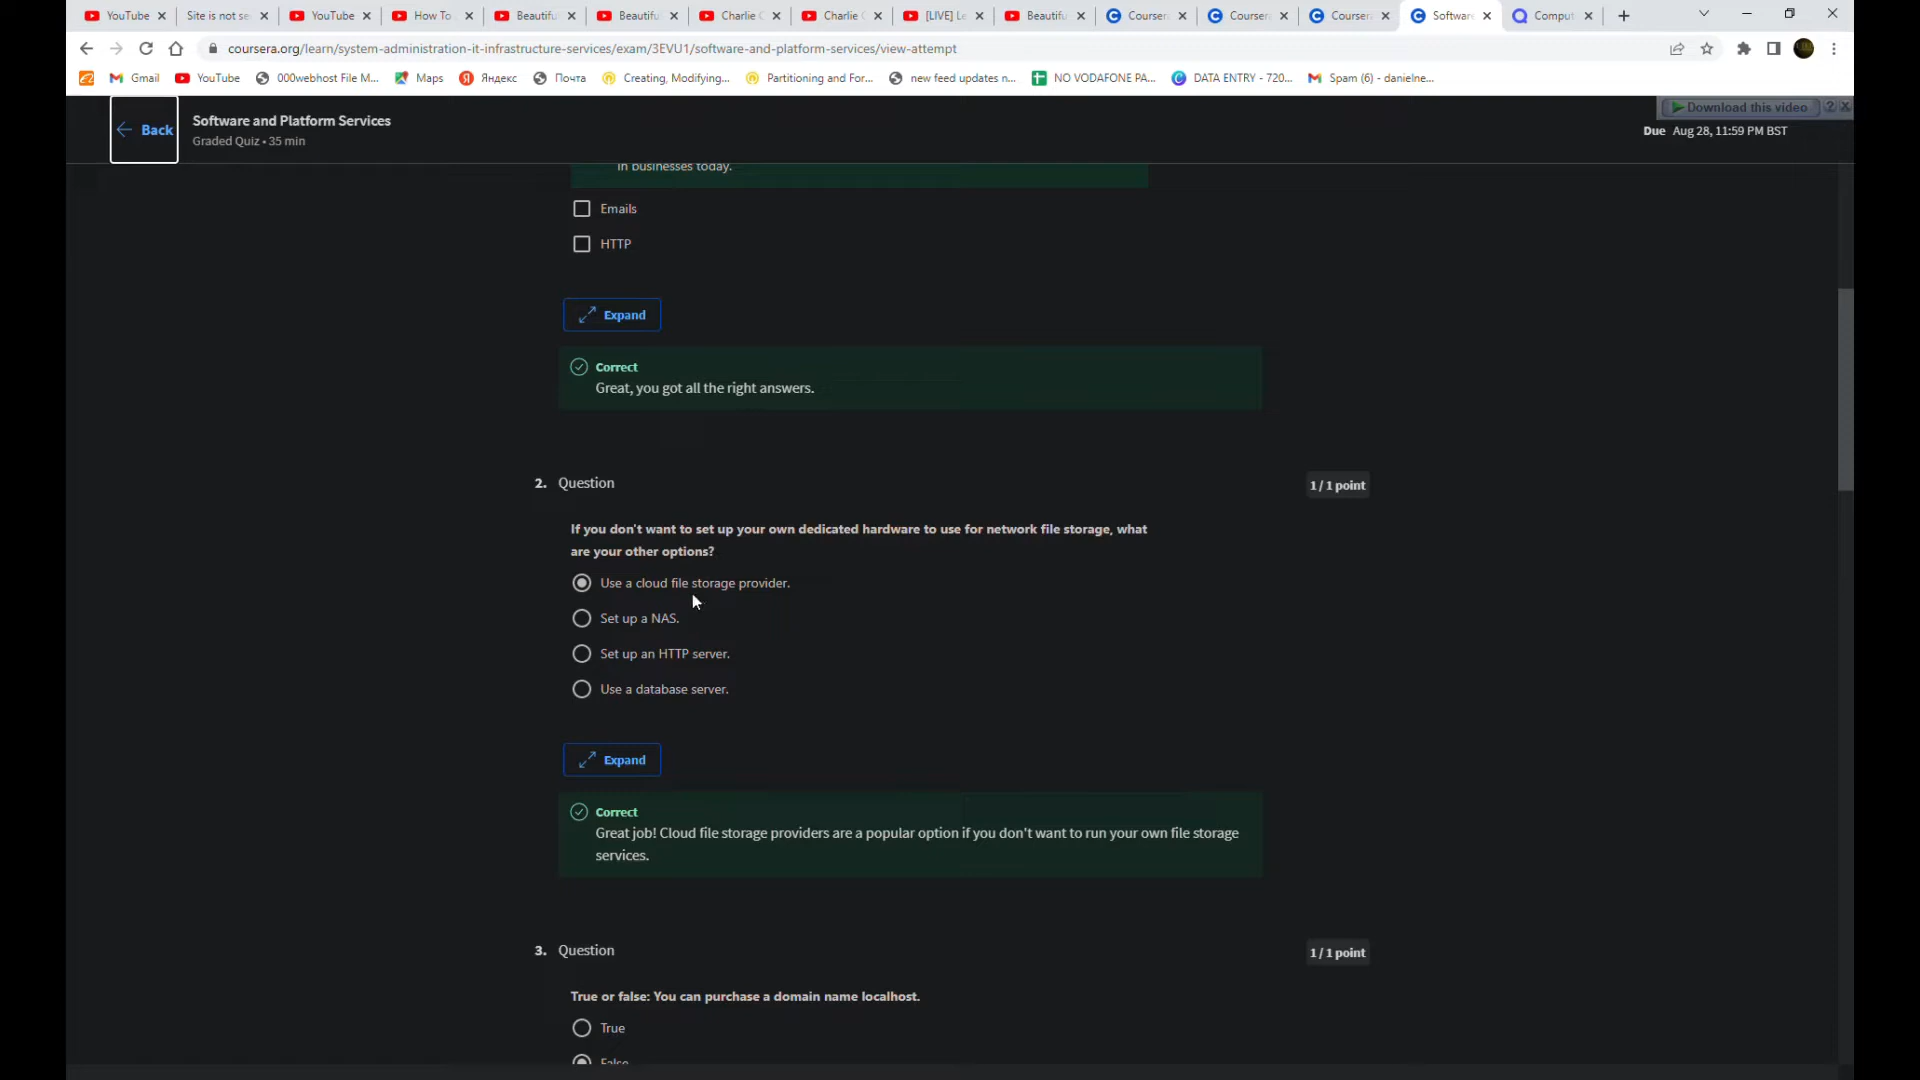 YouTube
Site is not se
YouTube
How To
Beautifu
Beautifu
Charlie C
Charlie C
[LIVE] Le
Beautifu
Courser
Courser
Courser
Software
Comput
coursera.org/learn/system-administration-it-infrastructure-services/exam/3EVU1/software-and-platform-services/view-attempt
Gmail
YouTube
000webhost File M...
Maps
Яндекс
Почта
Creating, Modifying...
Partitioning and For...
new feed updates n...
NO VODAFONE PA...
DATA ENTRY - 720...
Spam (6) - danielne...
Back
Software and Platform Services
Graded Quiz • 35 min
Download this video ? X
Due Aug 28, 11:59 PM BST
in businesses today.
Emails
HTTP
Expand
Correct
Great, you got all the right answers.
2. Question
1 / 1 point
If you don't want to set up your own dedicated hardware to use for network file storage, what
are your other options?
Use a cloud file storage provider.
Set up a NAS.
Set up an HTTP server.
Use a database server.
Expand
Correct
Great job! Cloud file storage providers are a popular option if you don't want to run your own file storage
services.
3. Question
1 / 1 point
True or false: You can purchase a domain name localhost.
True
False